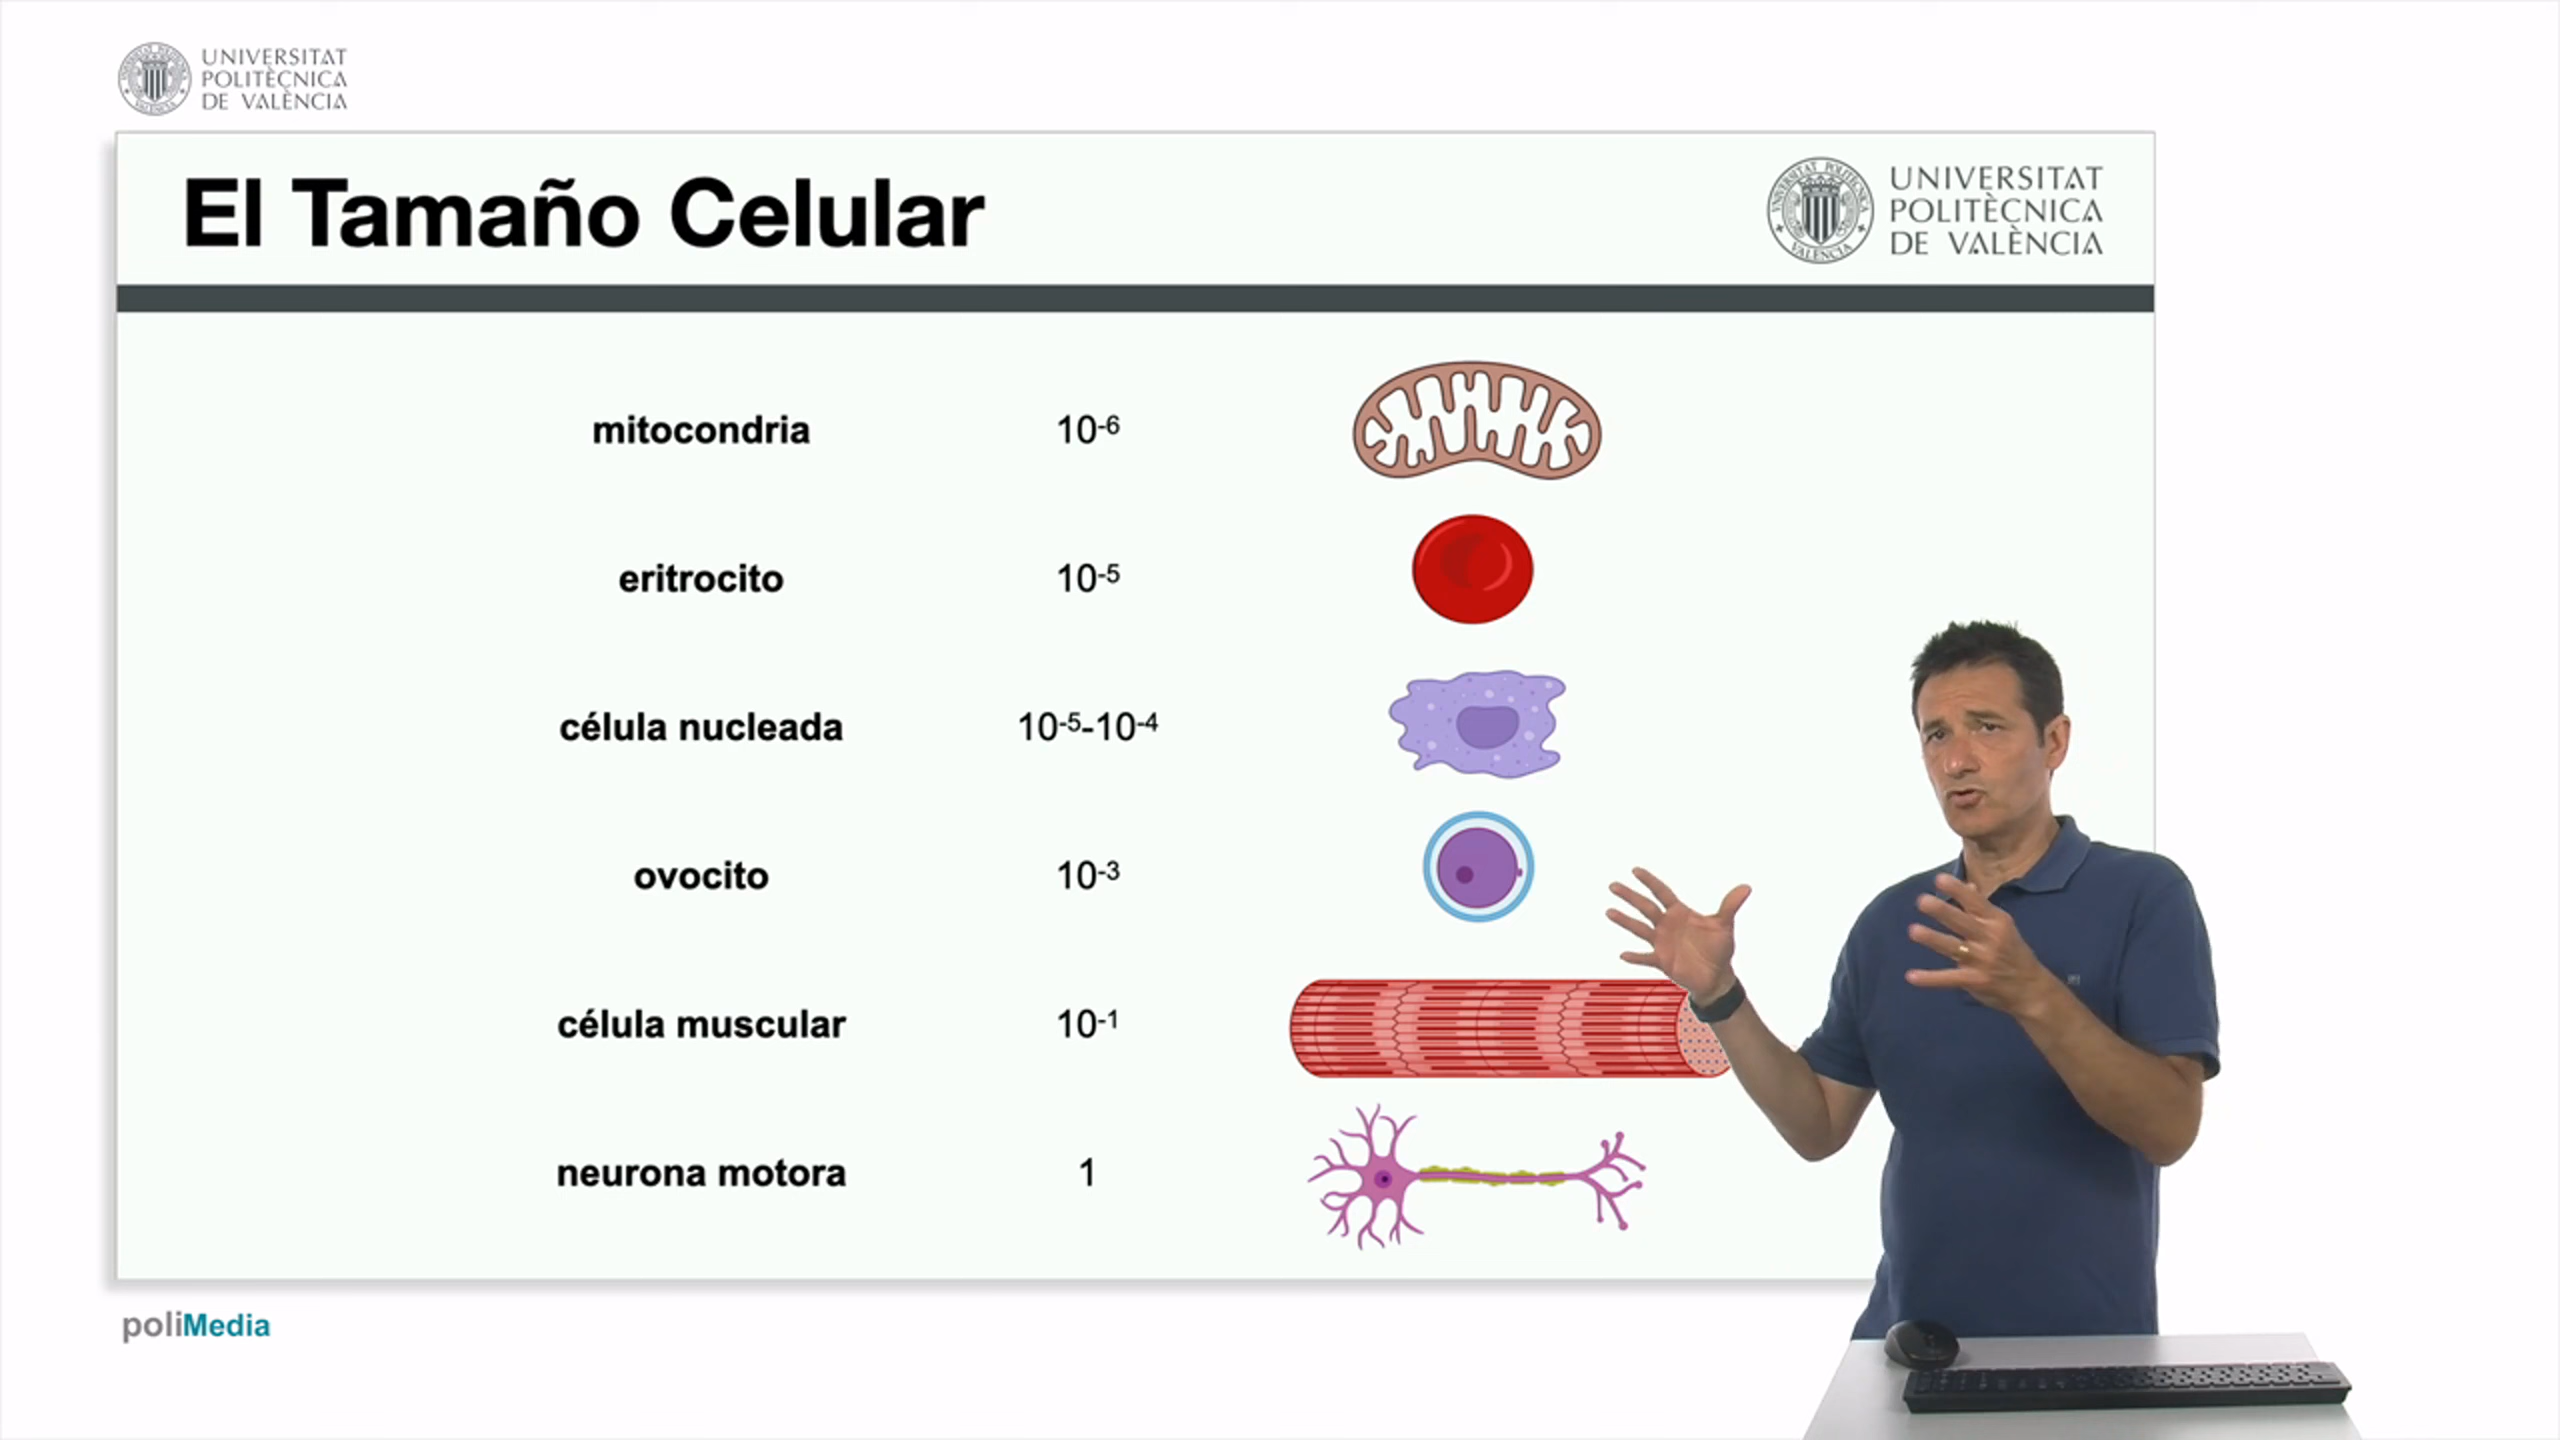 UNIVERSITAT
POLITÈCNICA
DE VALÈNCIA
El Tamaño Celular
UNIVERSITAT
POLITÈCNICA
DE VALÈNCIA
mitocondria 10-6
eritrocito 10-5
célula nucleada 10-5-10-4
ovocito 10-3
célula muscular 10-1
neurona motora 1
poliMedia